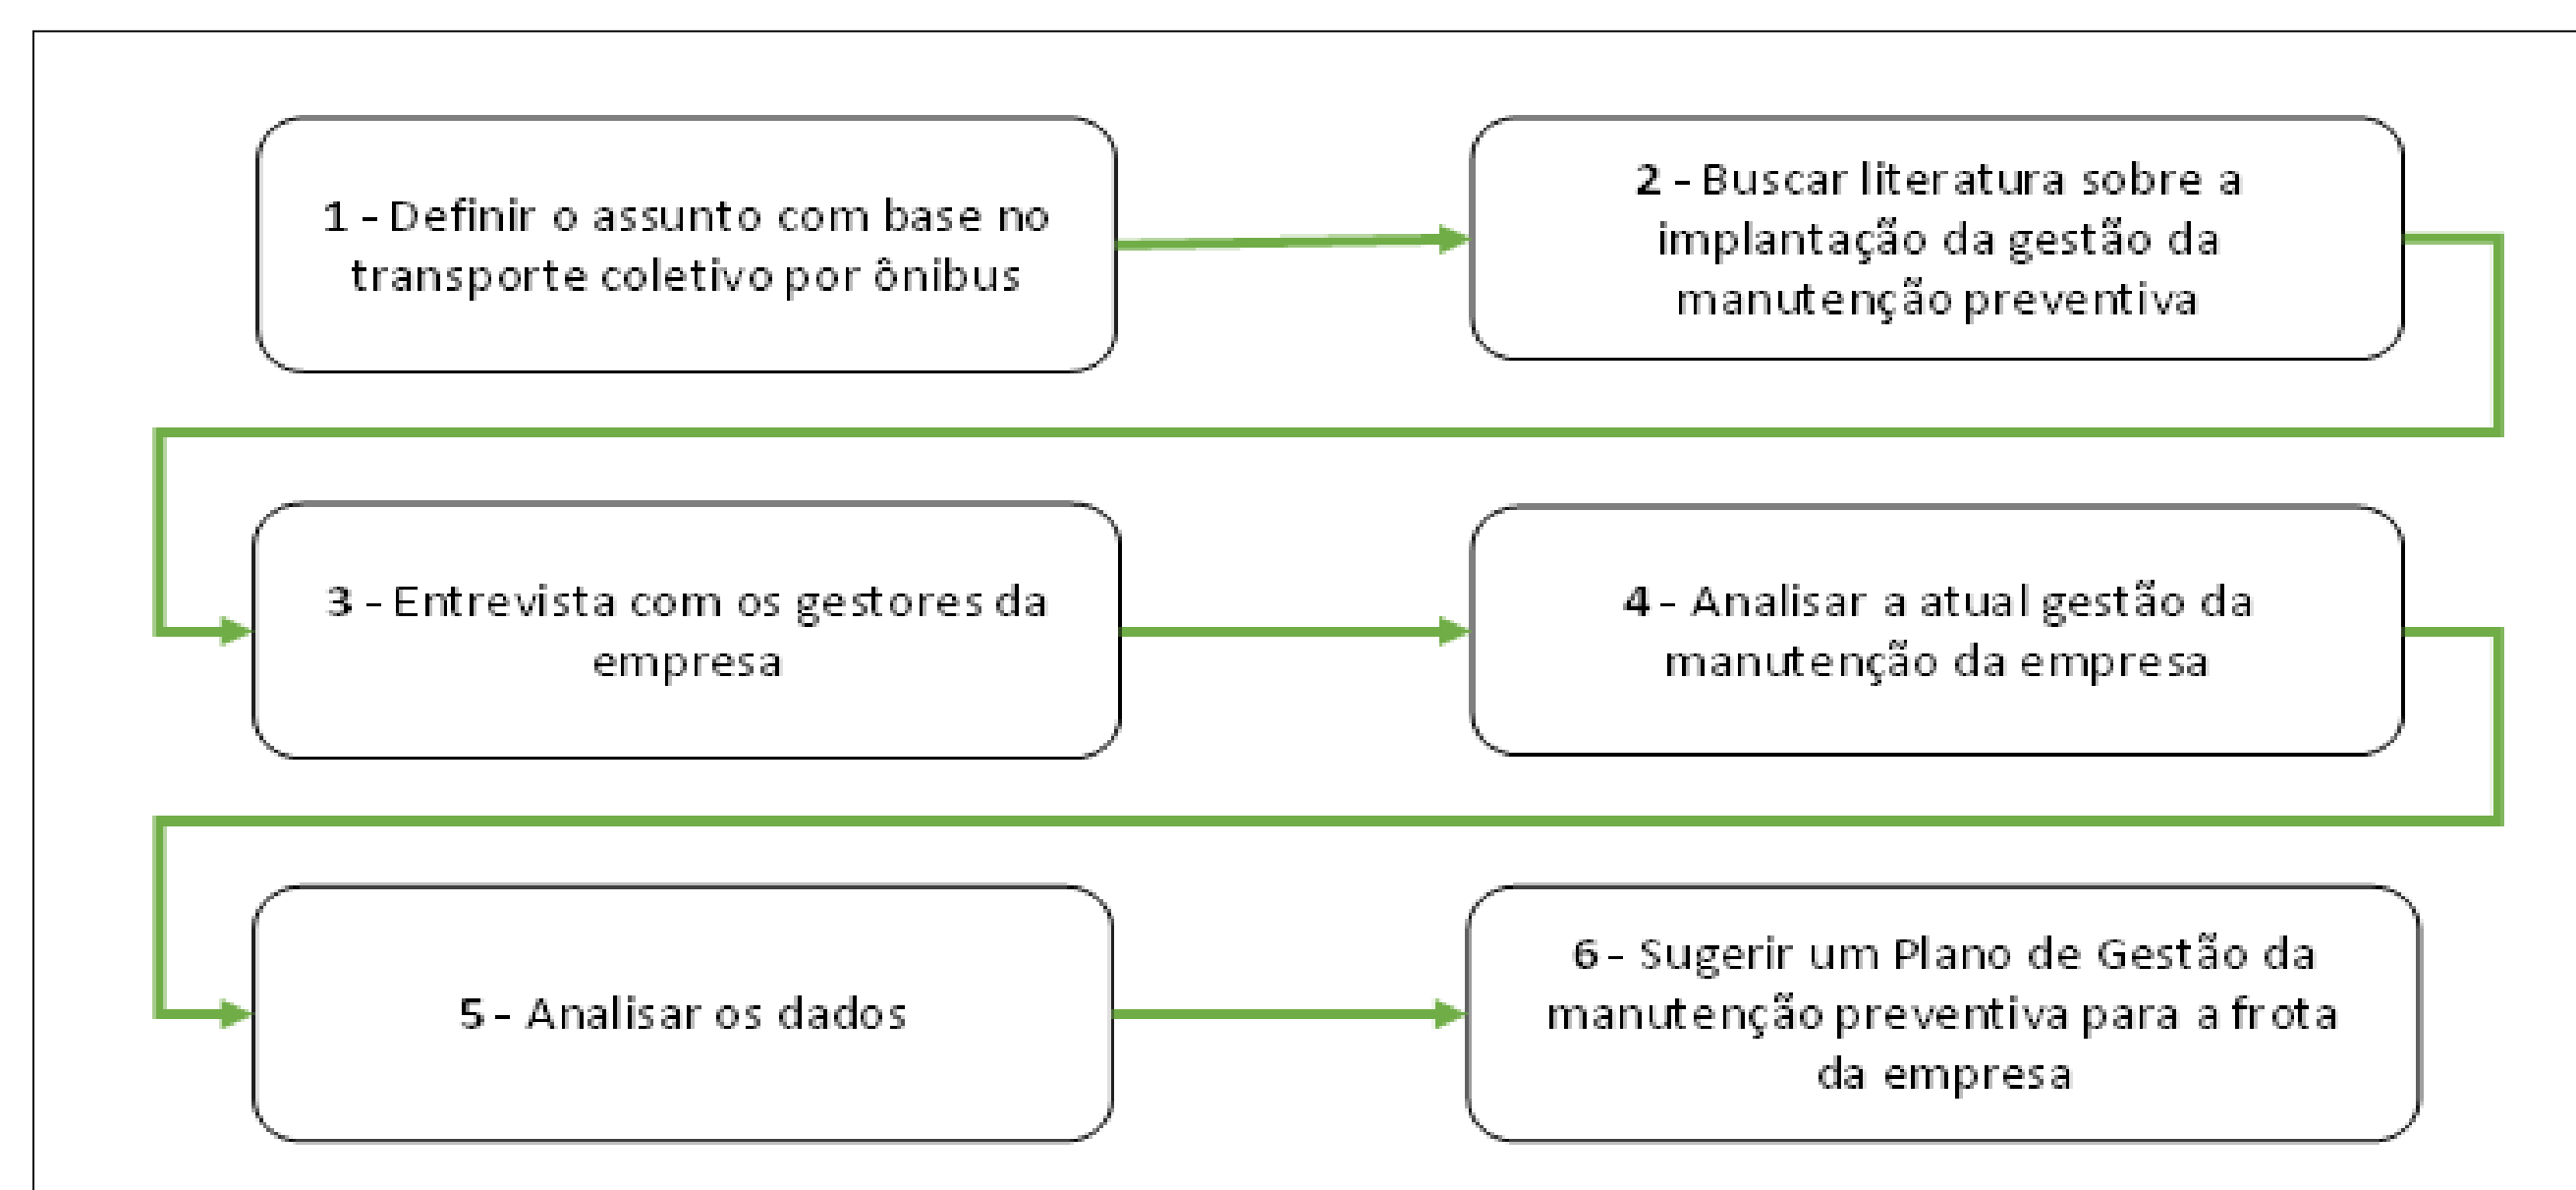 1 - Definir o assunto com base no
transporte coletivo por ônibus
2 - Buscar literatura sobre a
implantação da gestão da
manutenção preventiva
3 - Entrevista com os gestores da
empresa
4 - Analisar a atual gestão da
manutenção da empresa
5 - Analisar os dados
6 - Sugerir um Plano de Gestão da
manutenção preventiva para a frota
da empresa